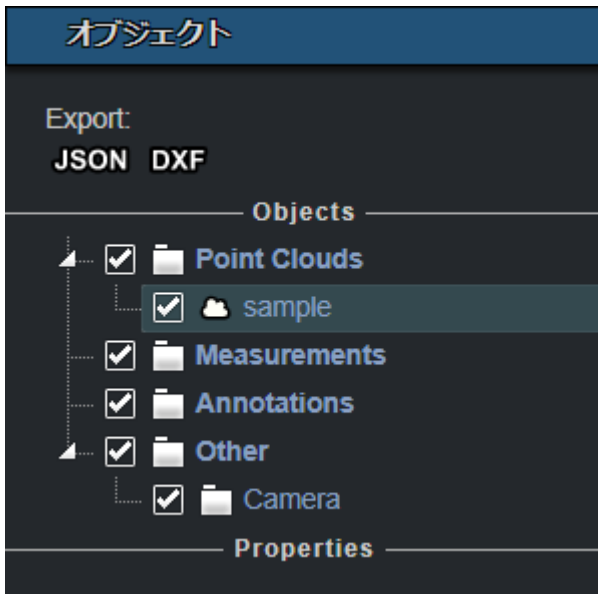 オブジェクト
Export:
JSON DXF
Objects
Point Clouds
sample
Measurements
Annotations
Other
Camera
Properties